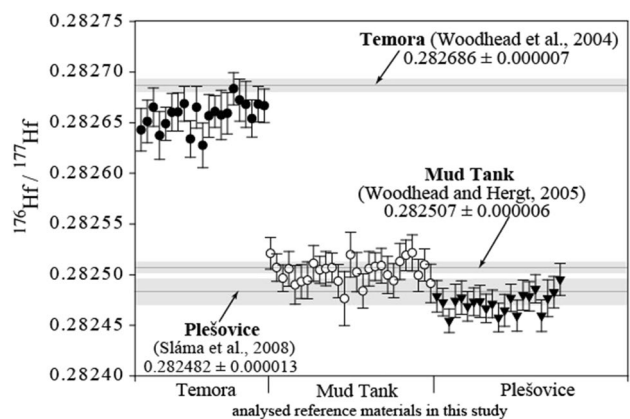 0.28275
0.28270
0.28265
0.28260
0.28255
0.28250
0.28245
0.28240
176Hf / 177Hf
Temora (Woodhead et al., 2004)
0.282686 ± 0.000007
Mud Tank
(Woodhead and Hergt, 2005)
0.282507 ± 0.000006
Plešovice
(Sláma et al., 2008)
0.282482 ± 0.000013
Temora Mud Tank Plešovice
analysed reference materials in this study